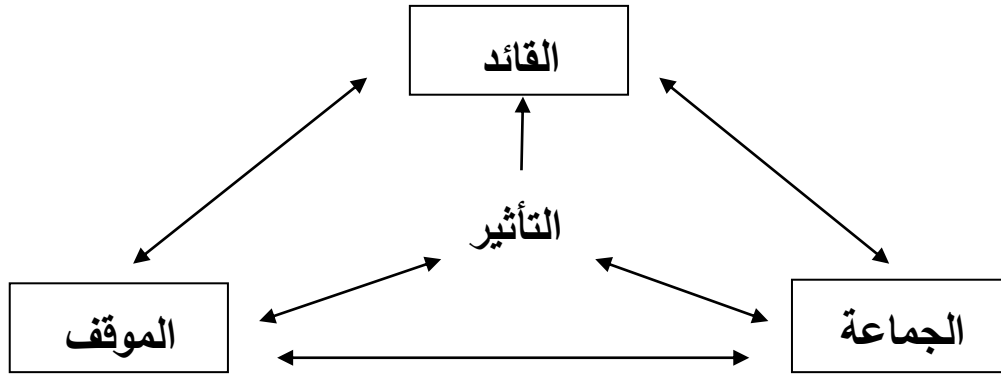 القائد
التأثير
الجماعة
الموقف